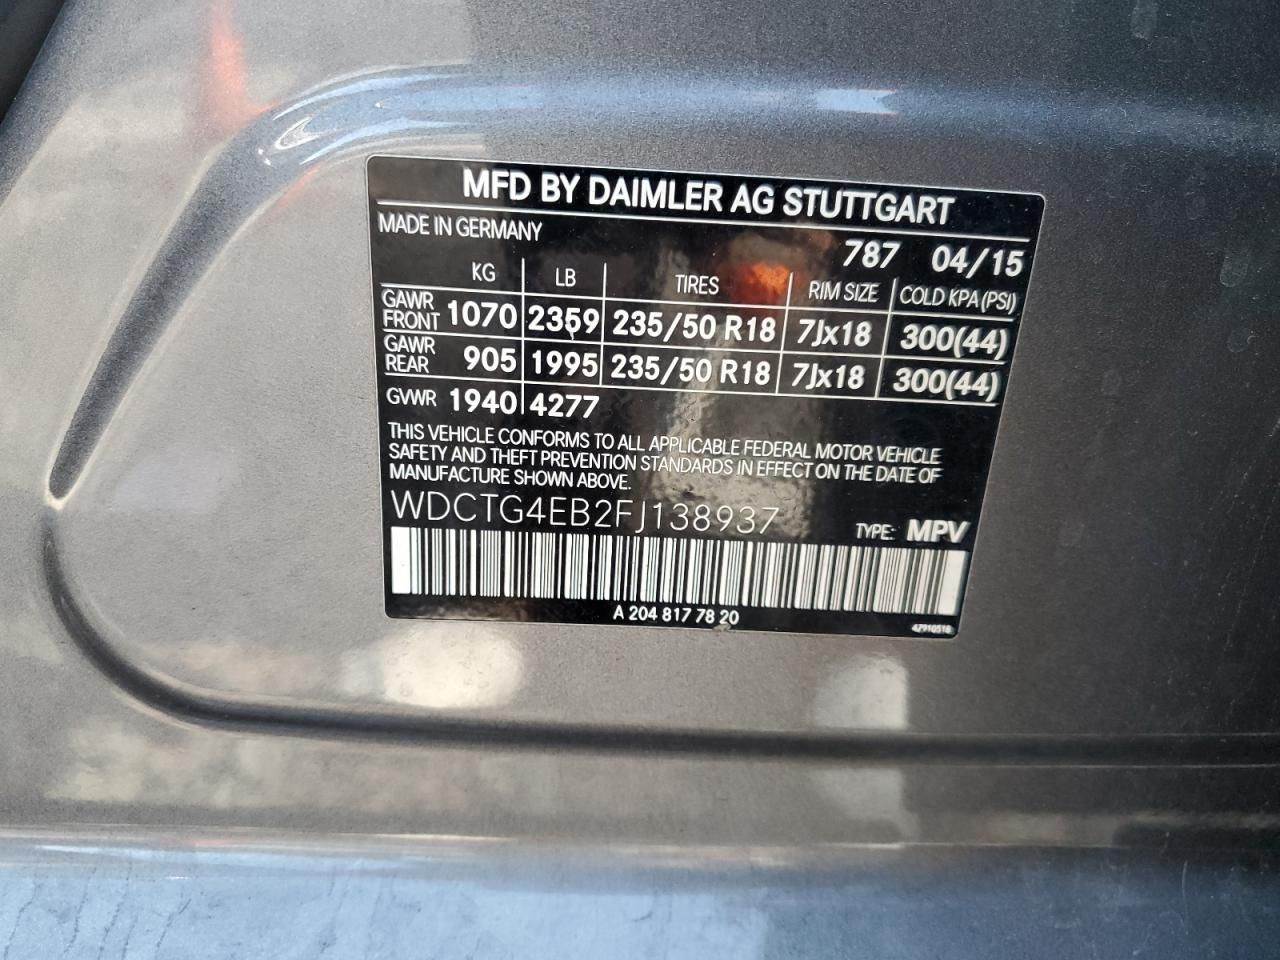 MFD BY DAIMLER AG STUTTGART
MADE IN GERMANY
787 04/15
KG LB TIRES RIM SIZE COLD KPA (PSI)
GAWR FRONT 1070 2359 235/50 R18 7Jx18 300(44)
GAWR REAR 905 1995 235/50 R18 7Jx18 300(44)
GVWR 1940 4277
THIS VEHICLE CONFORMS TO ALL APPLICABLE FEDERAL MOTOR VEHICLE
SAFETY AND THEFT PREVENTION STANDARDS IN EFFECT ON THE DATE OF
MANUFACTURE SHOWN ABOVE.
WDCTG4EB2FJ138937 TYPE: MPV
A 204 817 78 20
47910518